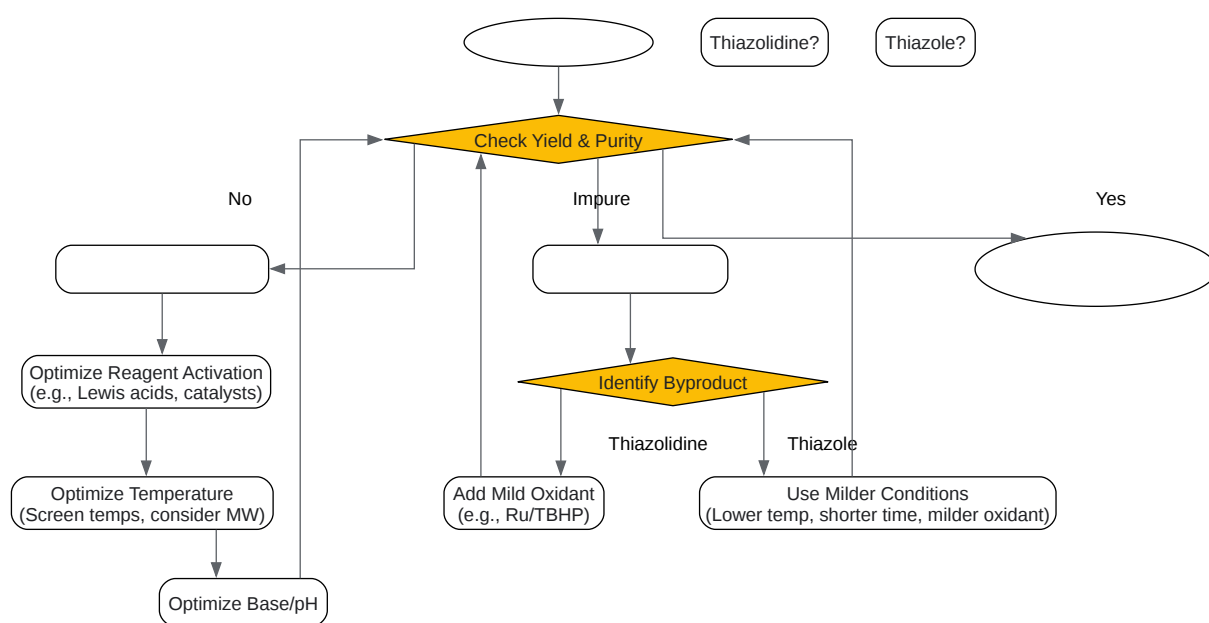 Thiazolidine?
Thiazole?
Check Yield & Purity
No
Impure
Yes
Optimize Reagent Activation
(e.g., Lewis acids, catalysts)
Identify Byproduct
Thiazolidine
Thiazole
Optimize Temperature
(Screen temps, consider MW)
Add Mild Oxidant
(e.g., Ru/TBHP)
Use Milder Conditions
(Lower temp, shorter time, milder oxidant)
Optimize Base/pH